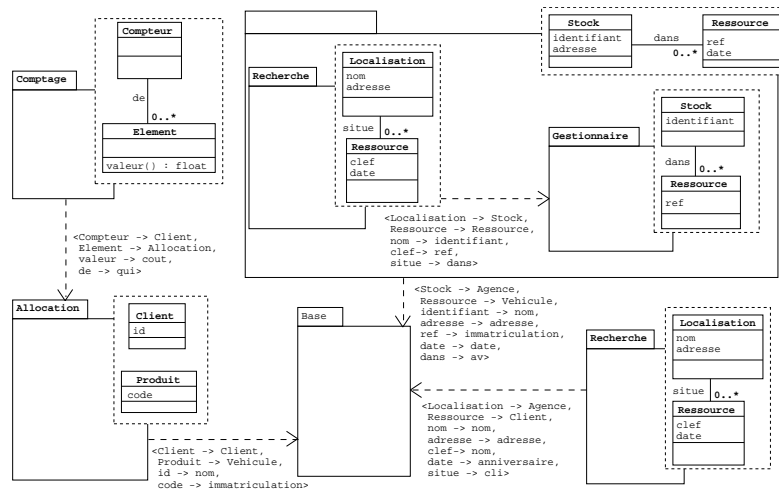 Compteur
Comptage
de
0..*
Element
valeur() : float
<Compteur -> Client,
Element -> Allocation,
valeur -> cout,
de -> qui>
Stock
identifiant
adresse
dans
0..*
Ressource
ref
date
Recherche
Localisation
nom
adresse
situe
0..*
Ressource
clef
date
Gestionnaire
Stock
identifiant
dans
0..*
Ressource
ref
<Localisation -> Stock,
Ressource -> Ressource,
nom -> identifiant,
clef-> ref,
situe -> dans>
Allocation
Client
id
Produit
code
<Client -> Client,
Produit -> Vehicule,
id -> nom,
code -> immatriculation>
Base
<Stock -> Agence,
Ressource -> Vehicule,
identifiant -> nom,
adresse -> adresse,
ref -> immatriculation,
date -> date,
dans -> av>
Recherche
Localisation
nom
adresse
situe
0..*
Ressource
clef
date
<Localisation -> Agence,
Ressource -> Client,
nom -> nom,
adresse -> adresse,
clef-> nom,
date -> anniversaire,
situe -> cli>